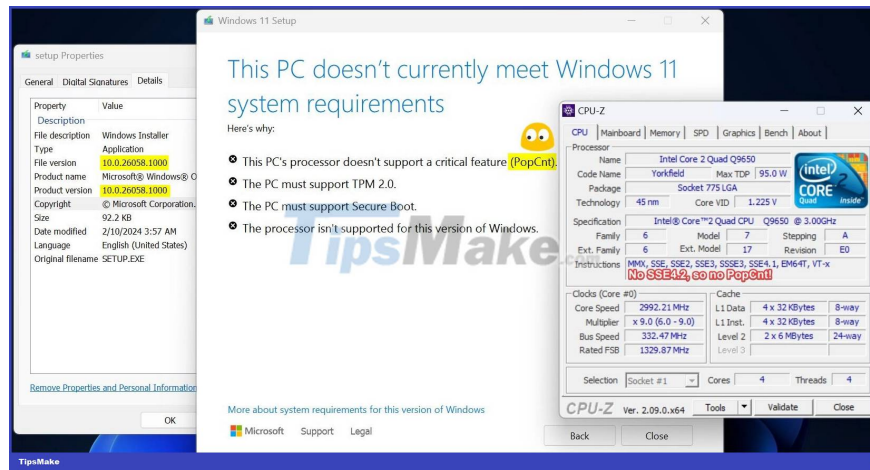 setup Properties
General Digital Signatures Details
Property Value
Description
File description Windows Installer
Type Application
File version 10.0.26058.1000
Product name Microsoft® Windows® O
Product version 10.0.26058.1000
Copyright © Microsoft Corporation.
Size 92.2 KB
Date modified 2/10/2024 3:57 AM
Language English (United States)
Original filename SETUP.EXE
Remove Properties and Personal Information
OK
Windows 11 Setup
This PC doesn't currently meet Windows 11
system requirements
Here's why:
This PC's processor doesn't support a critical feature (PopCnt).
The PC must support TPM 2.0.
The PC must support Secure Boot.
The processor isn't supported for this version of Windows.
TipsMake.com
More about system requirements for this version of Windows
Microsoft Support Legal
Back Close
CPU-Z
CPU Mainboard Memory SPD Graphics Bench About
Processor
Name Intel Core 2 Quad Q9650
Code Name Yorkfield Max TDP 95.0 W
Package Socket 775 LGA
Technology 45 nm Core VID 1.225 V
intel
CORE
Quad inside
Specification Intel® Core™2 Quad CPU Q9650 @ 3.00GHz
Family 6 Model 7 Stepping A
Ext. Family 6 Ext. Model 17 Revision E0
Instructions MMX, SSE, SSE2, SSE3, SSSE3, SSE4.1, EM64T, VT-x
No SSE4.2, so no PopCnt!
Clocks (Core #0)
Core Speed 2992.21 MHz
Multiplier x 9.0 (6.0 - 9.0)
Bus Speed 332.47 MHz
Rated FSB 1329.87 MHz
Cache
L1 Data 4 x 32 KBytes 8-way
L1 Inst. 4 x 32 KBytes 8-way
Level 2 2 x 6 MBytes 24-way
Level 3
Selection Socket #1 Cores 4 Threads 4
CPU-Z Ver. 2.09.0.x64 Tools Validate Close
TipsMake